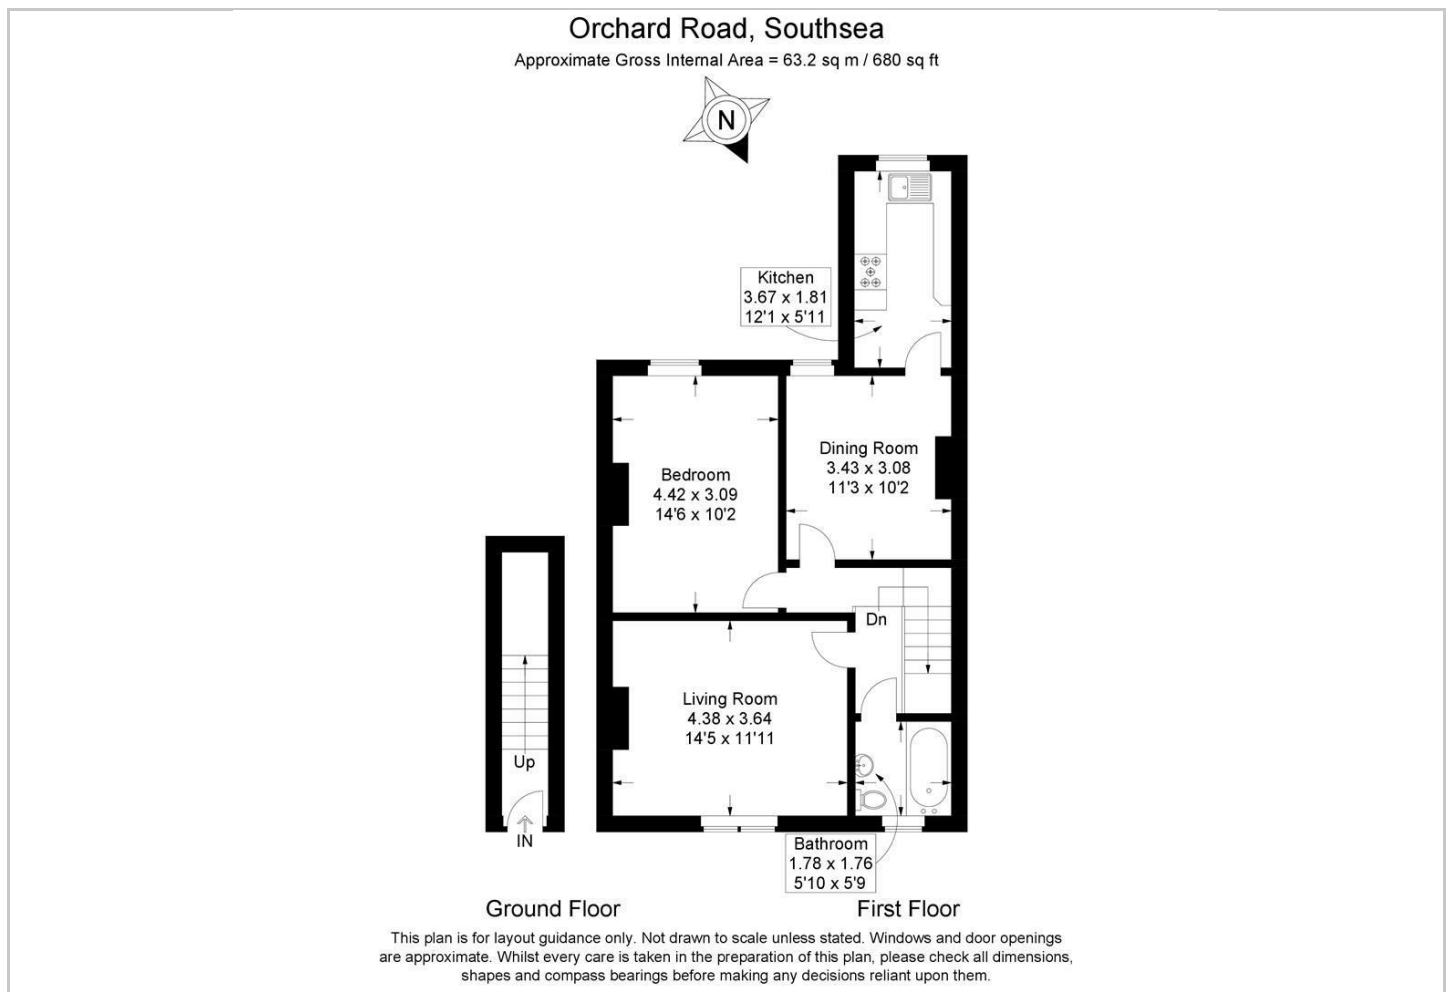 Orchard Road, Southsea
Approximate Gross Internal Area = 63.2 sq m / 680 sq ft
N
Kitchen
3.67 x 1.81
12'1 x 5'11
Dining Room
3.43 x 3.08
11'3 x 10'2
Bedroom
4.42 x 3.09
14'6 x 10'2
Dn
Living Room
4.38 x 3.64
14'5 x 11'11
Up
IN
Bathroom
1.78 x 1.76
5'10 x 5'9
Ground Floor
First Floor
This plan is for layout guidance only. Not drawn to scale unless stated. Windows and door openings
are approximate. Whilst every care is taken in the preparation of this plan, please check all dimensions,
shapes and compass bearings before making any decisions reliant upon them.